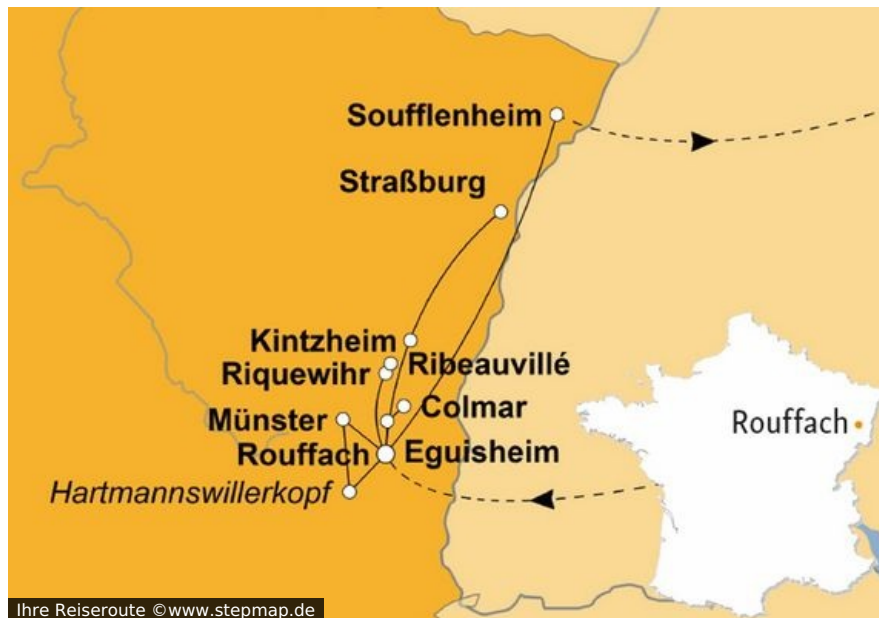 Soufflenheim
Straßburg
Kintzheim
Ribeauvillé
Riquewihr
Colmar
Münster
Rouffach
Rouffach
Eguisheim
Hartmannswillerkopf
Ihre Reiseroute ©www.stepmap.de